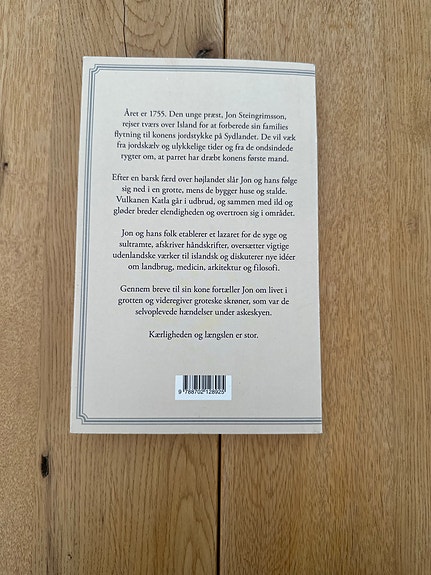 Året er 1755. Den unge præst, Jon Steingrimsson,
rejser tværs over Island for at forberede sin families
flytning til konens jordstykke på Sydlandet. De vil væk
fra jordskælv og ulykkelige tider og fra de ondsindede
rygter om, at parret har dræbt konens første mand.
Efter en barsk færd over højlandet slår Jon og hans følge
sig ned i en grotte, mens de bygger huse og stalde.
Vulkanen Katla går i udbrud, og sammen med ild og
gløder breder elendigheden og overtroen sig i området.
Jon og hans folk etablerer et lazaret for de syge og
sultramte, afskriver håndskrifter, oversætter vigtige
udenlandske værker til islandsk og diskuterer nye idéer
om landbrug, medicin, arkitektur og filosofi.
Gennem breve til sin kone fortæller Jon om livet i
grotten og videregiver groteske skrøner, som var de
selvoplevede hændelser under askeskyen.
Kærligheden og længslen er stor.
9 788702 128925